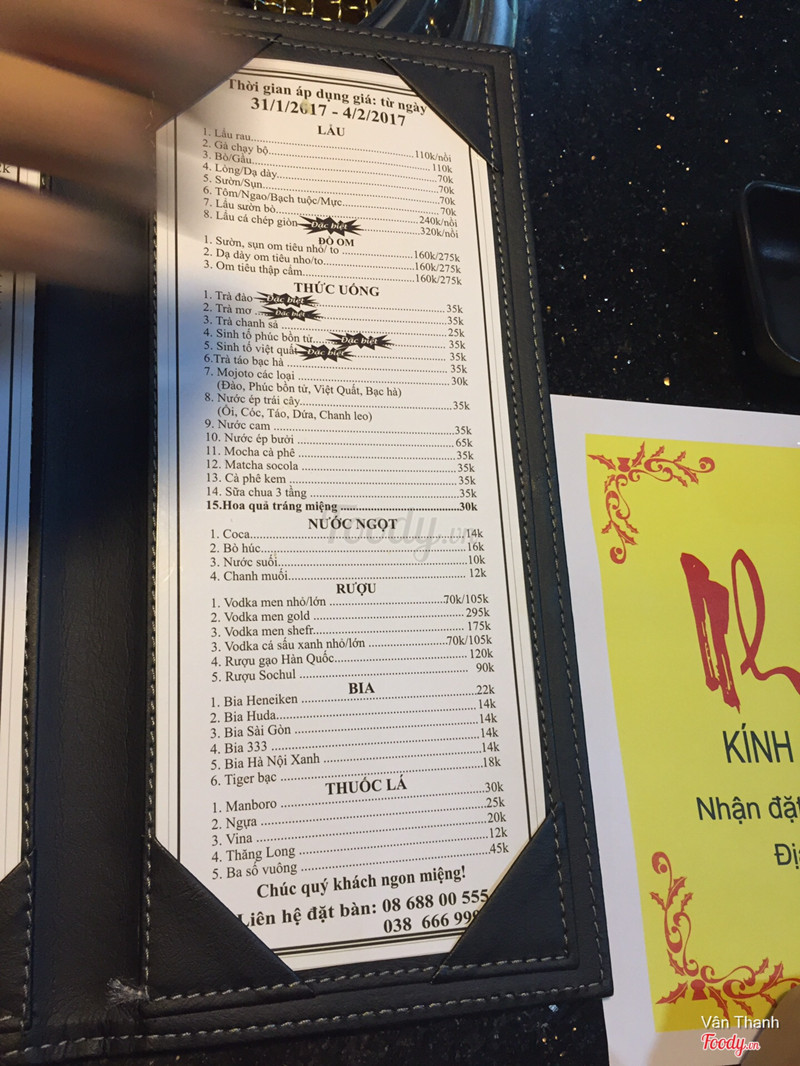 Thời gian áp dụng giá: từ ngày
31/1/2017 - 4/2/2017
LẨU
1. Lẩu rau.....110k/nồi
2. Gà chạy bộ.....110k
3. Bò/Gầu.....70k
4. Lòng/Dạ dày.....70k
5. Sườn/Sụn.....70k
6. Tôm/Ngao/Bạch tuộc/Mực.....70k
7. Lẩu sườn bò.....240k/nồi
8. Lẩu cá chép giòn Đặc biệt.....320k/nồi
ĐỒ OM
1. Sườn, sụn om tiêu nhỏ/ to.....160k/275k
2. Dạ dày om tiêu nhỏ/to.....160k/275k
3. Om tiêu thập cẩm.....160k/275k
THỨC UỐNG
1. Trà đào Đặc biệt.....35k
2. Trà mơ Đặc biệt.....35k
3. Trà chanh sả.....25k
4. Sinh tố phúc bồn tử Đặc biệt.....35k
5. Sinh tố việt quất Đặc biệt.....35k
6.Trà táo bạc hà.....35k
7. Mojoto các loại.....30k
(Đào, Phúc bồn tử, Việt Quất, Bạc hà)
8. Nước ép trái cây.....35k
(Ổi, Cóc, Táo, Dứa, Chanh leo)
9. Nước cam.....35k
10. Nước ép bưởi.....65k
11. Mocha cà phê.....35k
12. Matcha socola.....35k
13. Cà phê kem.....35k
14. Sữa chua 3 tầng.....35k
15.Hoa quả tráng miệng.....30k
NƯỚC NGỌT
1. Coca.....14k
2. Bò húc.....16k
3. Nước suối.....10k
4. Chanh muối.....12k
RƯỢU
1. Vodka men nhỏ/lớn.....70k/105k
2. Vodka men gold.....295k
3. Vodka men shefr.....175k
3. Vodka cá sấu xanh nhỏ/lớn.....70k/105k
4. Rượu gạo Hàn Quốc.....120k
5. Rượu Sochul.....90k
BIA
1. Bia Heneiken.....22k
2. Bia Huda.....14k
3. Bia Sài Gòn.....14k
4. Bia 333.....14k
5. Bia Hà Nội Xanh.....14k
6. Tiger bạc.....18k
THUỐC LÁ
1. Manboro.....30k
2. Ngựa.....25k
3. Vina.....20k
4. Thăng Long.....12k
5. Ba số vuông.....45k
Chúc quý khách ngon miệng!
Liên hệ đặt bàn: 08 688 00 555
038 666 999
Foody.vn
KÍNH
Nhận đặt
Vân Thanh
Foody.vn